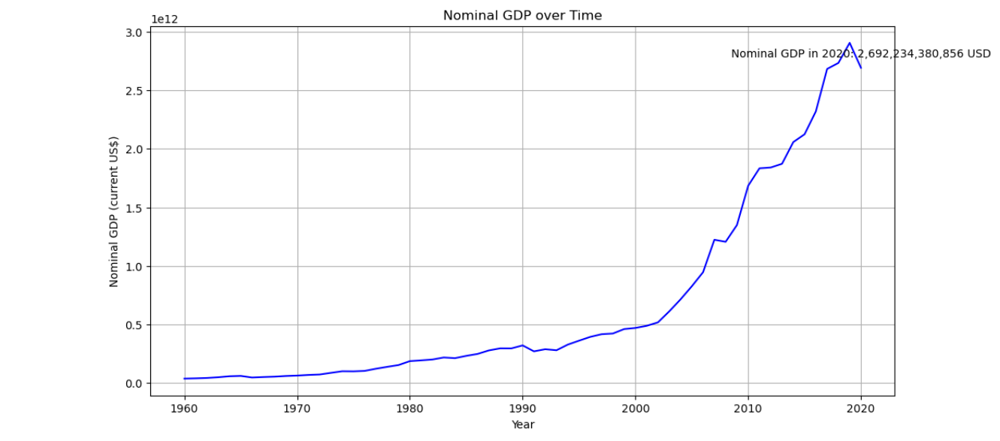 Nominal GDP over Time
1e12
3.0
Nominal GDP in 2020: 2,692,234,380,856 USD
2.5
2.0
1.5
1.0
0.5
0.0
Nominal GDP (current US$)
1960 1970 1980 1990 2000 2010 2020
Year